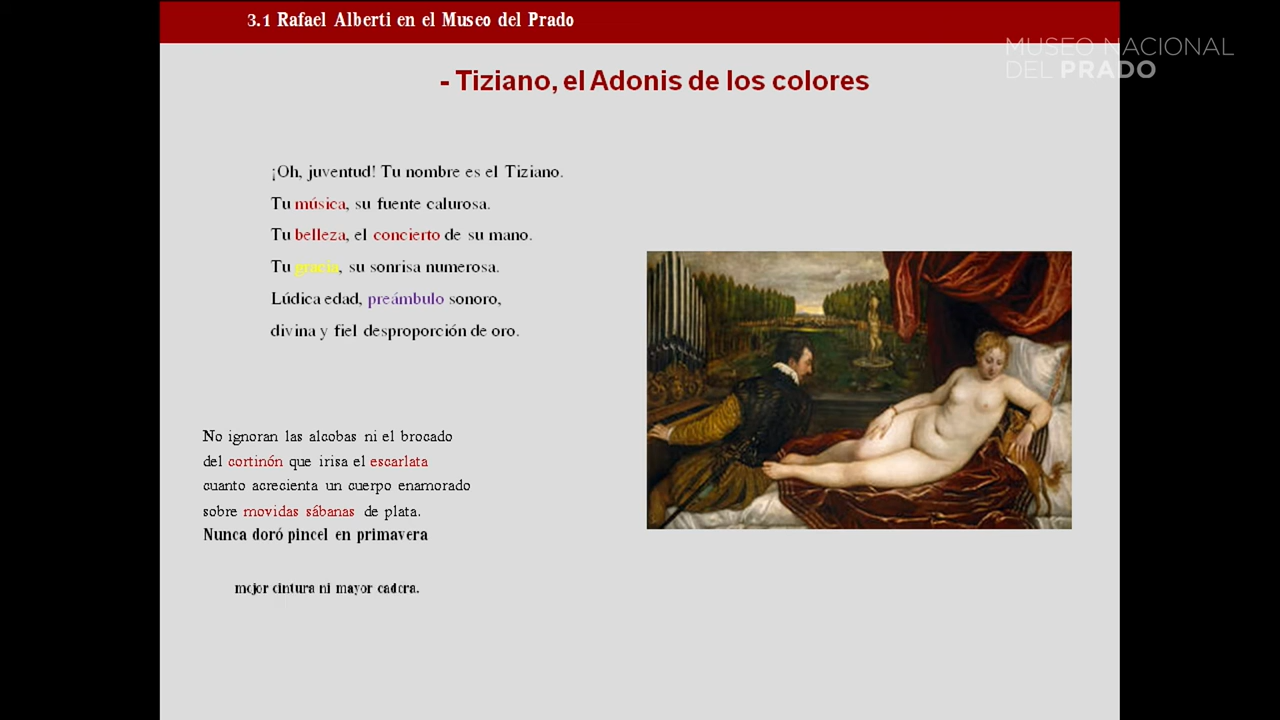 3.1 Rafael Alberti en el Museo del Prado
MUSEO NACIONAL
DEL PRADO
- Tiziano, el Adonis de los colores
¡Oh, juventud! Tu nombre es el Tiziano.
Tu música, su fuente calurosa.
Tu belleza, el concierto de su mano.
Tu gracia, su sonrisa numerosa.
Lúdica edad, preámbulo sonoro,
divina y fiel desproporción de oro.
No ignoran las alcobas ni el brocado
del cortinón que irisa el escarlata
cuanto acrecienta un cuerpo enamorado
sobre movidas sábanas de plata.
Nunca doró pincel en primavera
mejor cintura ni mayor cadera.